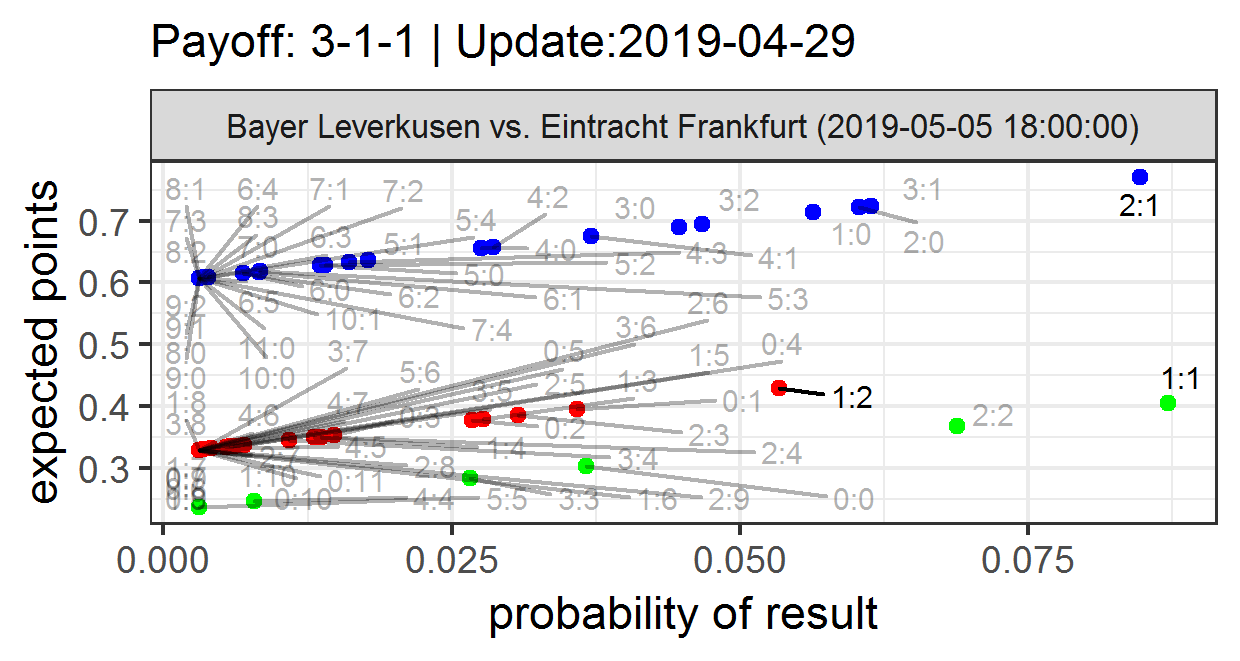 Payoff: 3-1-1 | Update:2019-04-29
Bayer Leverkusen vs. Eintracht Frankfurt (2019-05-05 18:00:00)
expected points
0.7
0.6
0.5
0.4
0.3
8:1 6:4 7:1 7:2 4:2 3:0 3:2 3:1 2:1
7:3 8:3 5:4 1:0 2:0
8:2 7:0 6:3 5:1 4:0 4:3 4:1
5:0 5:2
9:2 6:5 6:0 6:2 6:1 5:3
9:1 10:1 7:4 2:6
8:0 11:0 3:7 0:5 3:6 1:5 0:4
9:0 10:0 5:6 3:5 2:5 1:3 1:1
1:8 4:7 0:1 1:2
3:8 4:6 0:3 0:2 2:3 2:2
2:7 4:5 1:4 3:4 2:4
1:10 0:11 2:8
0:10 4:4 5:5 3:3 1:6 2:9 0:0
0.000 0.025 0.050 0.075
probability of result